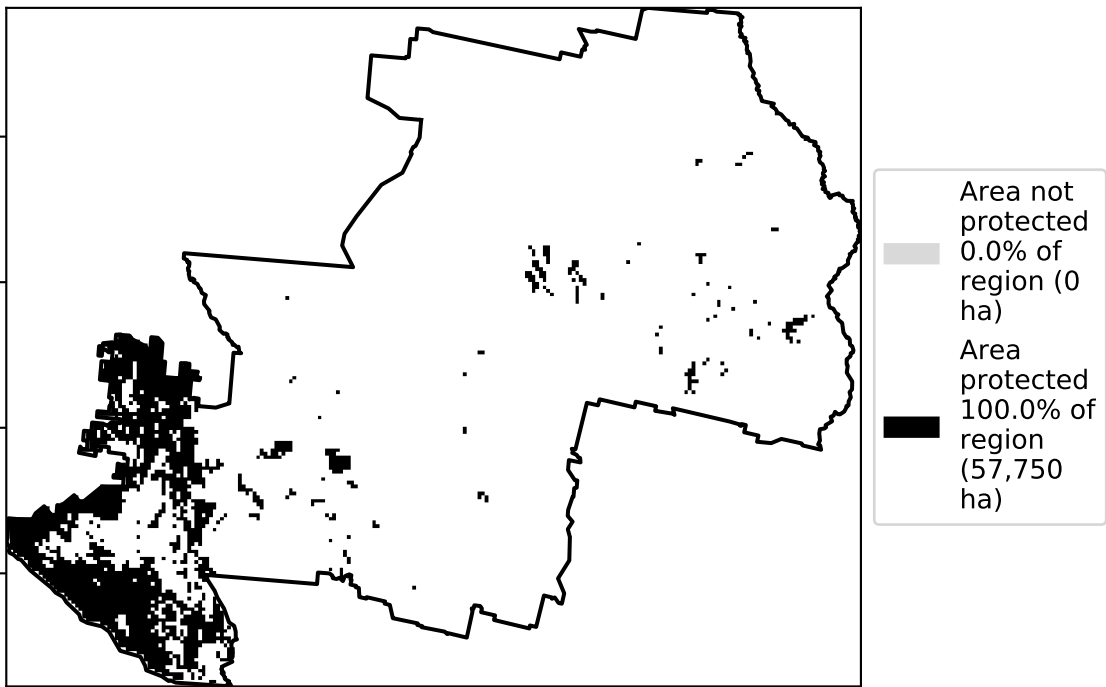 Area not
protected
0.0% of
region (0
ha)
Area
protected
100.0% of
region
(57,750
ha)